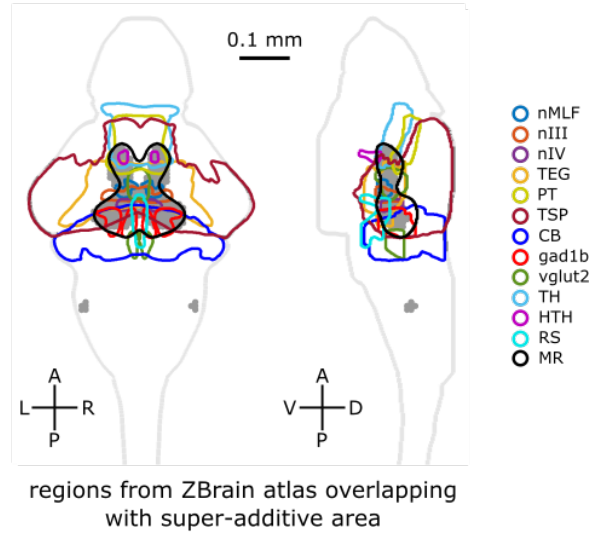 0.1 mm
nMLF
nIII
nIV
TEG
PT
TSP
CB
gad1b
vglut2
TH
HTH
RS
MR
A
L R
P
A
V D
P
regions from ZBrain atlas overlapping
with super-additive area